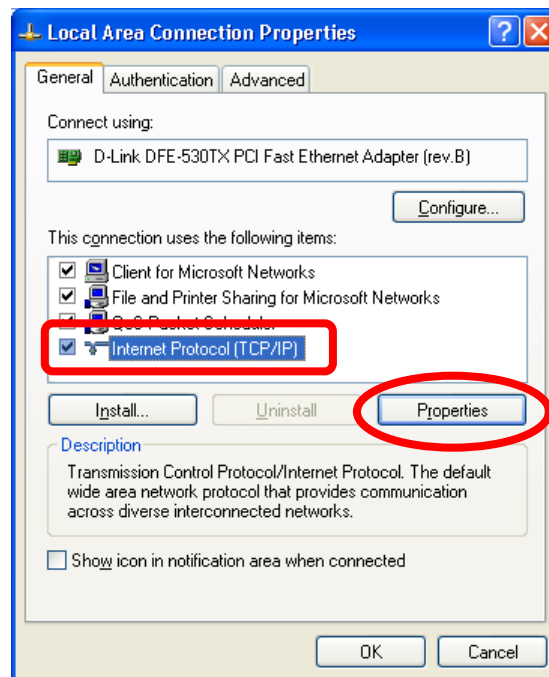 Local Area Connection Properties
General Authentication Advanced
Connect using:
D-Link DFE-530TX PCI Fast Ethernet Adapter (rev.B)
Configure...
This connection uses the following items:
Client for Microsoft Networks
File and Printer Sharing for Microsoft Networks
QoS Packet Scheduler
Internet Protocol (TCP/IP)
Install... Uninstall Properties
Description
Transmission Control Protocol/Internet Protocol. The default
wide area network protocol that provides communication
across diverse interconnected networks.
Show icon in notification area when connected
OK Cancel